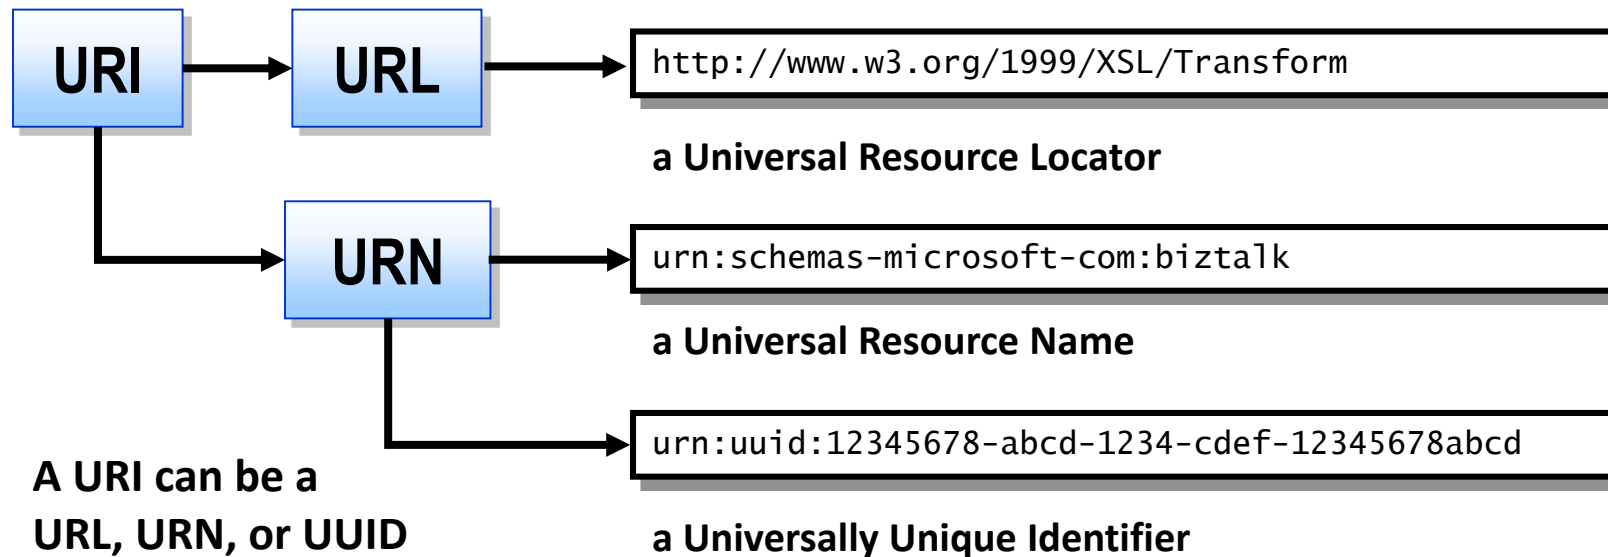 URI
URL
http://www.w3.org/1999/XSL/Transform
a Universal Resource Locator
URN
urn:schemas-microsoft-com:biztalk
a Universal Resource Name
urn:uuid:12345678-abcd-1234-cdef-12345678abcd
a Universally Unique Identifier
A URI can be a
URL, URN, or UUID